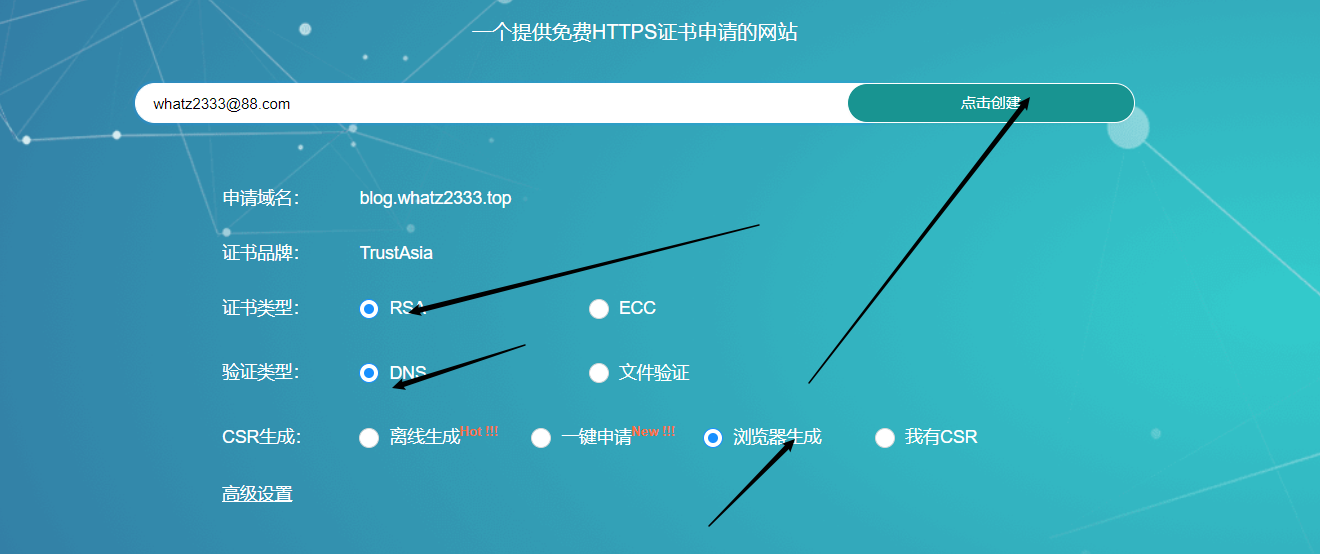 一个提供免费HTTPS证书申请的网站
whatz2333@88.com 点击创建
申请域名: blog.whatz2333.top
证书品牌: TrustAsia
证书类型: RSA ECC
验证类型: DNS 文件验证
CSR生成: 离线生成Hot !!! 一键申请New !!! 浏览器生成 我有CSR
高级设置